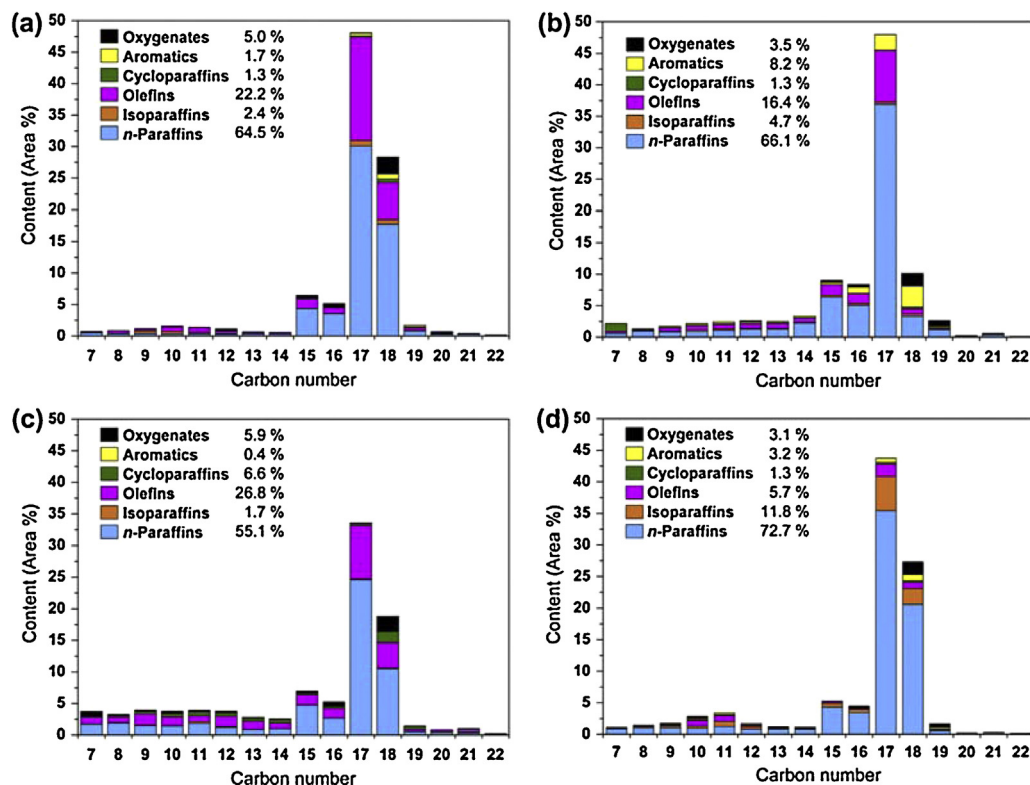 (a)
50
45
40
35
30
25
20
15
10
5
0
Content (Area %)
Oxygenates 5.0 %
Aromatics 1.7 %
Cycloparaffins 1.3 %
Olefins 22.2 %
Isoparaffins 2.4 %
n-Paraffins 64.5 %
7 8 9 10 11 12 13 14 15 16 17 18 19 20 21 22
Carbon number
(b)
50
45
40
35
30
25
20
15
10
5
0
Content (Area %)
Oxygenates 3.5 %
Aromatics 8.2 %
Cycloparaffins 1.3 %
Olefins 16.4 %
Isoparaffins 4.7 %
n-Paraffins 66.1 %
7 8 9 10 11 12 13 14 15 16 17 18 19 20 21 22
Carbon number
(c)
50
45
40
35
30
25
20
15
10
5
0
Content (Area %)
Oxygenates 5.9 %
Aromatics 0.4 %
Cycloparaffins 6.6 %
Olefins 26.8 %
Isoparaffins 1.7 %
n-Paraffins 55.1 %
7 8 9 10 11 12 13 14 15 16 17 18 19 20 21 22
Carbon number
(d)
50
45
40
35
30
25
20
15
10
5
0
Content (Area %)
Oxygenates 3.1 %
Aromatics 3.2 %
Cycloparaffins 1.3 %
Olefins 5.7 %
Isoparaffins 11.8 %
n-Paraffins 72.7 %
7 8 9 10 11 12 13 14 15 16 17 18 19 20 21 22
Carbon number